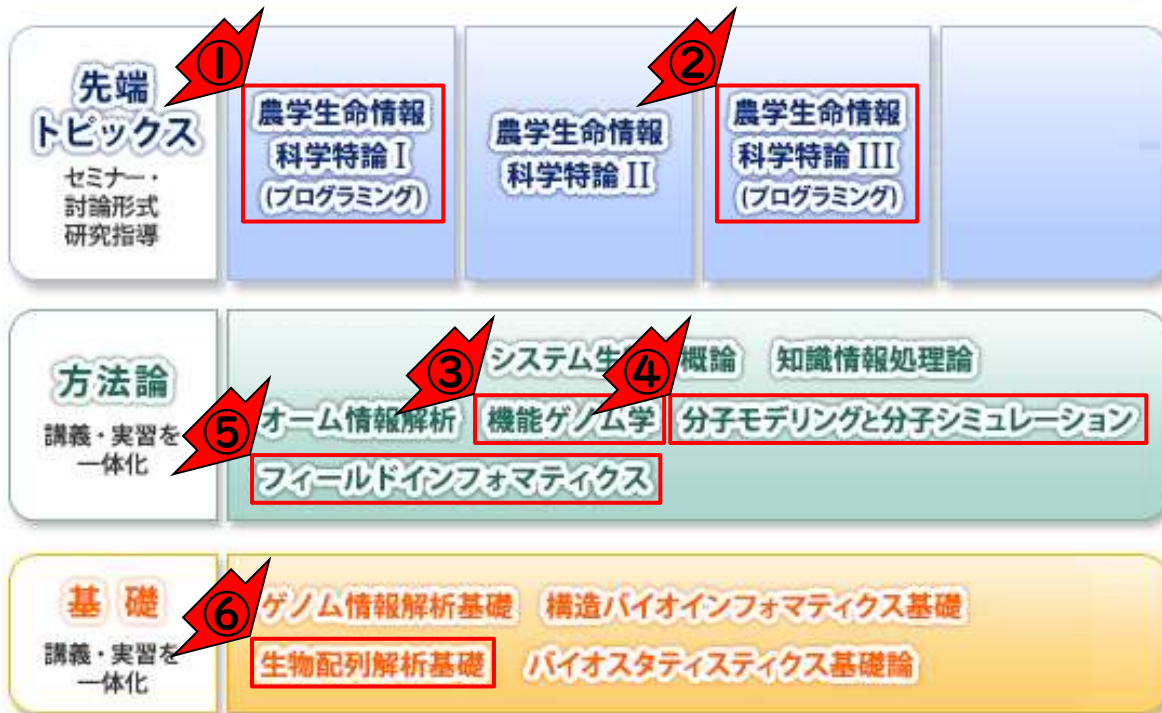 ①
②
先端
トピックス
セミナー・
討論形式
研究指導
農学生命情報
科学特論Ⅰ
(プログラミング)
農学生命情報
科学特論Ⅱ
農学生命情報
科学特論Ⅲ
(プログラミング)
方法論
講義・実習を
一体化
③
④
⑤
システム生 概論 知識情報処理論
オーム情報解析 機能ゲノム学 分子モデリングと分子シミュレーション
フィールドインフォマティクス
基礎
講義・実習を
一体化
⑥
ゲノム情報解析基礎 構造バイオインフォマティクス基礎
生物配列解析基礎 バイオスタティスティクス基礎論